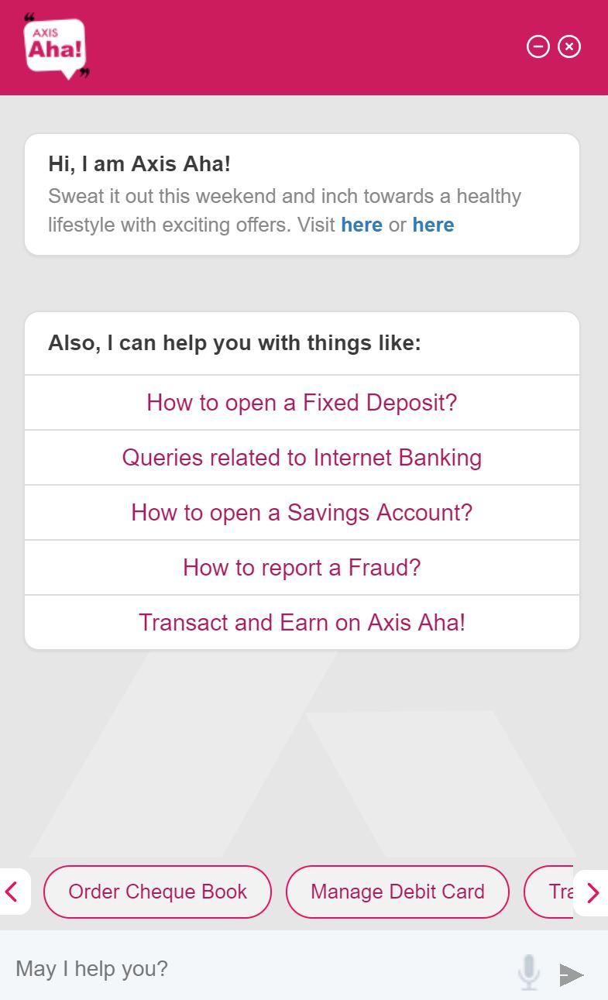 AXIS
Aha!
Hi, I am Axis Aha!
Sweat it out this weekend and inch towards a healthy
lifestyle with exciting offers. Visit here or here
Also, I can help you with things like:
How to open a Fixed Deposit?
Queries related to Internet Banking
How to open a Savings Account?
How to report a Fraud?
Transact and Earn on Axis Aha!
Order Cheque Book
Manage Debit Card
Tra
May I help you?